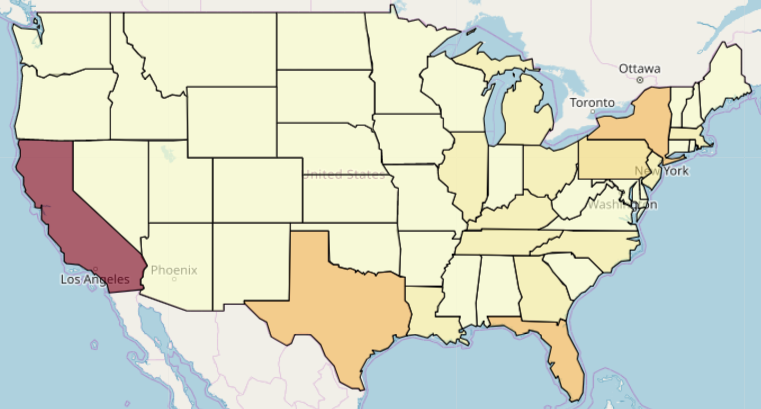 Ottawa
Toronto
New York
United States
Washington
Phoenix
Los Angeles